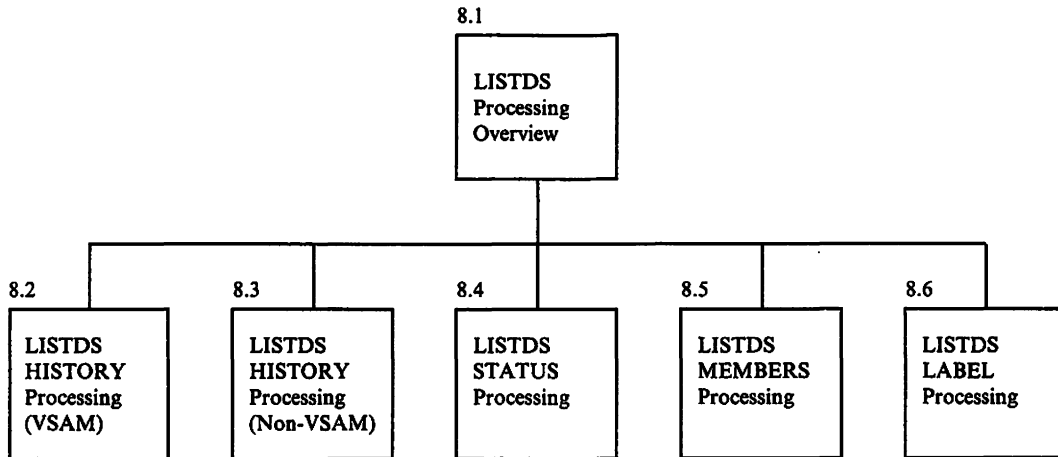 8.1
LISTDS
Processing
Overview
8.2
LISTDS
HISTORY
Processing
(VSAM)
8.3
LISTDS
HISTORY
Processing
(Non-VSAM)
8.4
LISTDS
STATUS
Processing
8.5
LISTDS
MEMBERS
Processing
8.6
LISTDS
LABEL
Processing